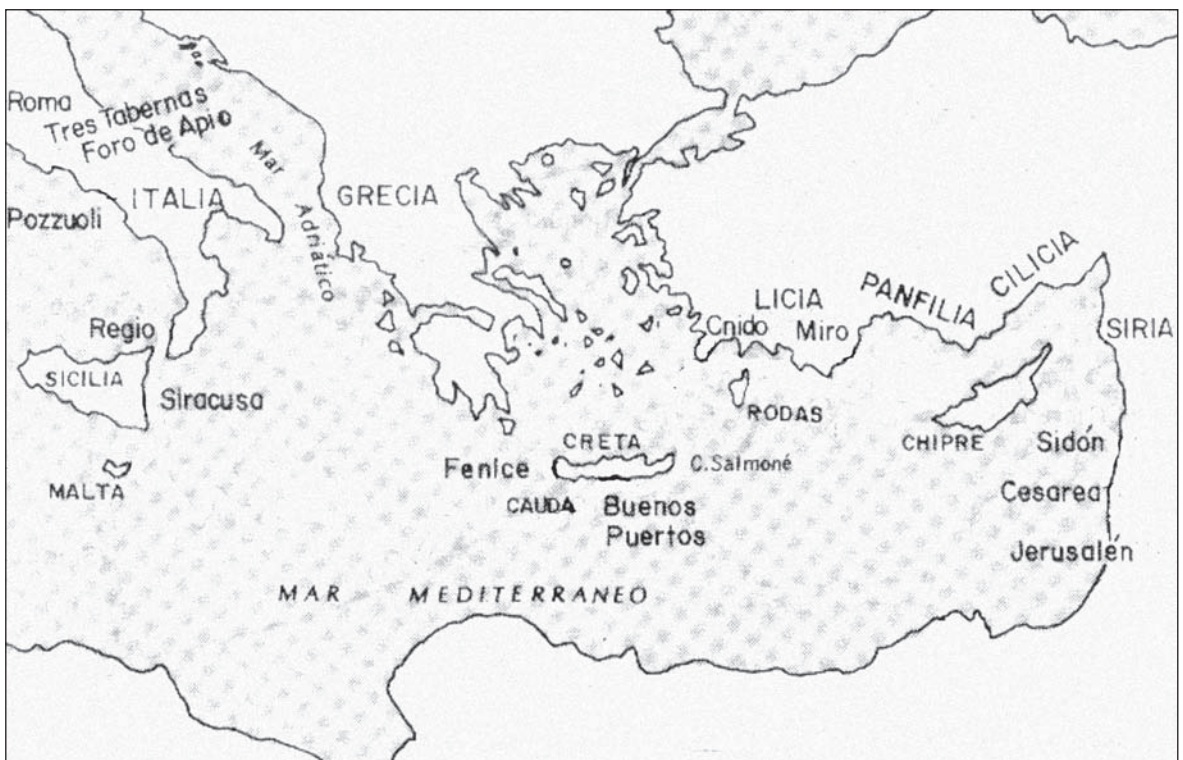 Roma
Tres Tabernas
Foro de Apio
Mar
Adriático
ITALIA
GRECIA
Pozzuoli
Regio
SICILIA
Siracusa
MALTA
LICIA
PANFILIA
CILICIA
Cnido
Miro
SIRIA
RODAS
CHIPRE
Sidón
CRETA
Fenice
C.Salmoné
CAUDA
Buenos
Puertos
Cesarea
Jerusalén
MAR MEDITERRANEO